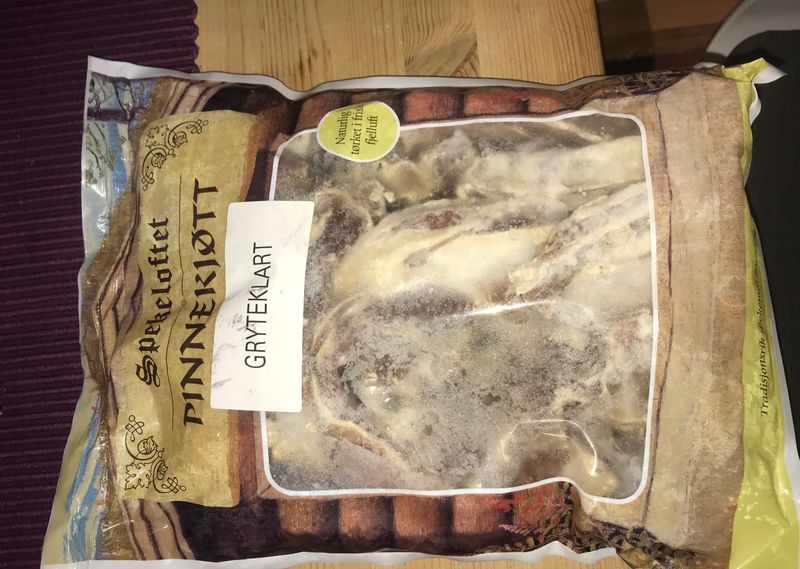 Spekeloftet
PINNEKJØTT
GRYTEKLART
Naturlig
tørket i frisk
fjelluft
Tradisjonsrik